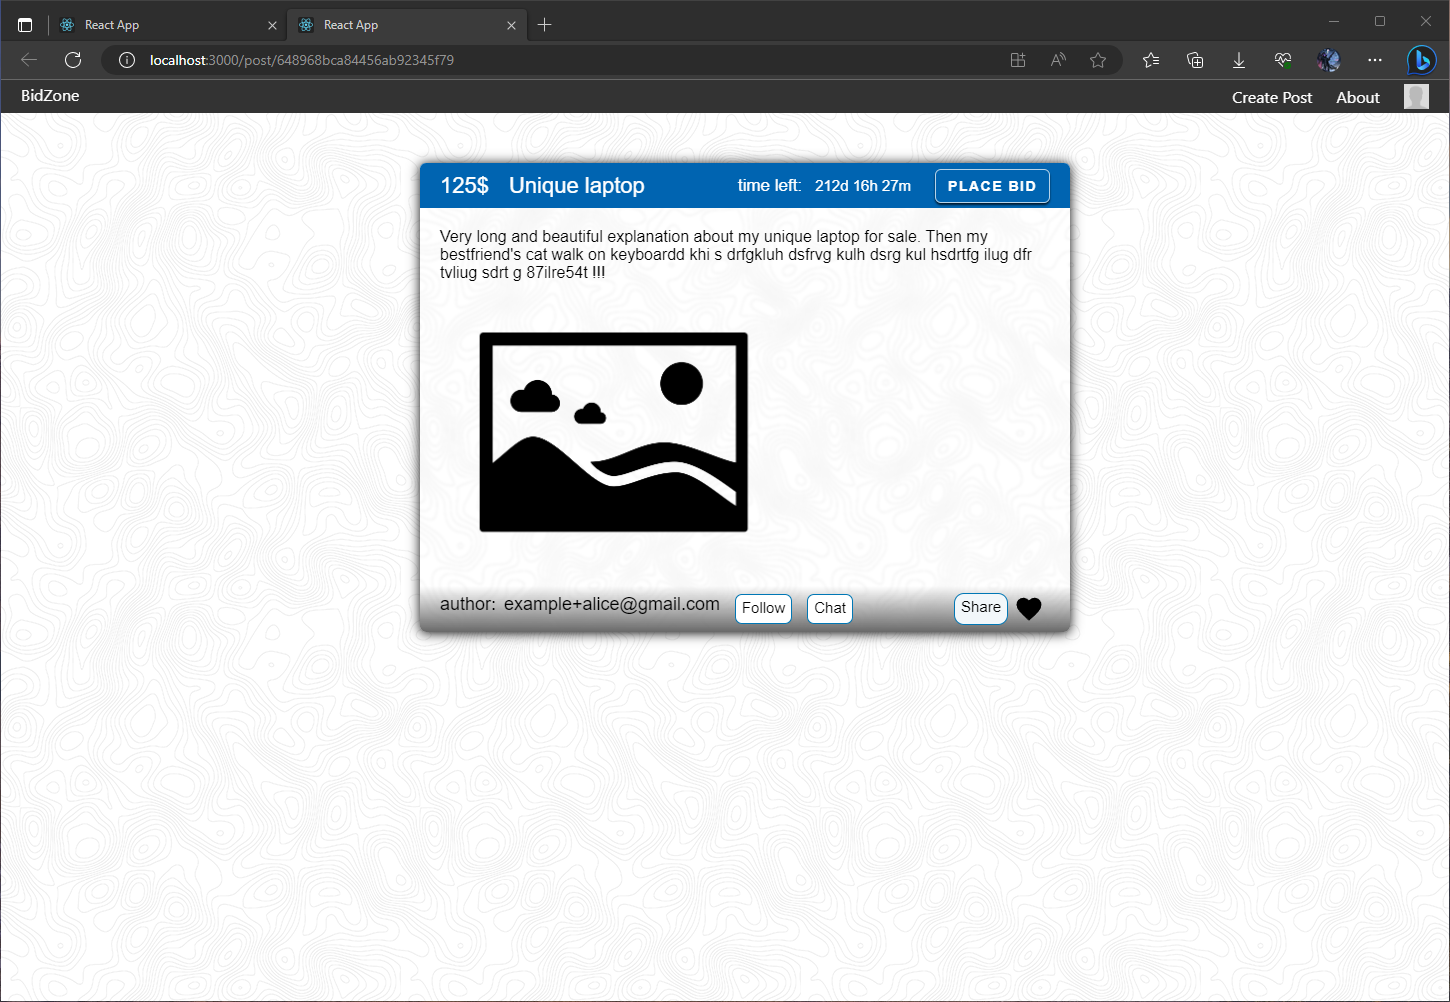 React App
React App
localhost:3000/post/648968bca84456ab92345f79
BidZone
Create Post
About
125$ Unique laptop
time left: 212d 16h 27m
PLACE BID
Very long and beautiful explanation about my unique laptop for sale. Then my
bestfriend's cat walk on keyboardd khi s drfgkluh dsfrvg kulh dsrg kul hsdrtfg ilug dfr
tvliug sdrt g 87ilre54t !!!
author: example+alice@gmail.com
Follow
Chat
Share